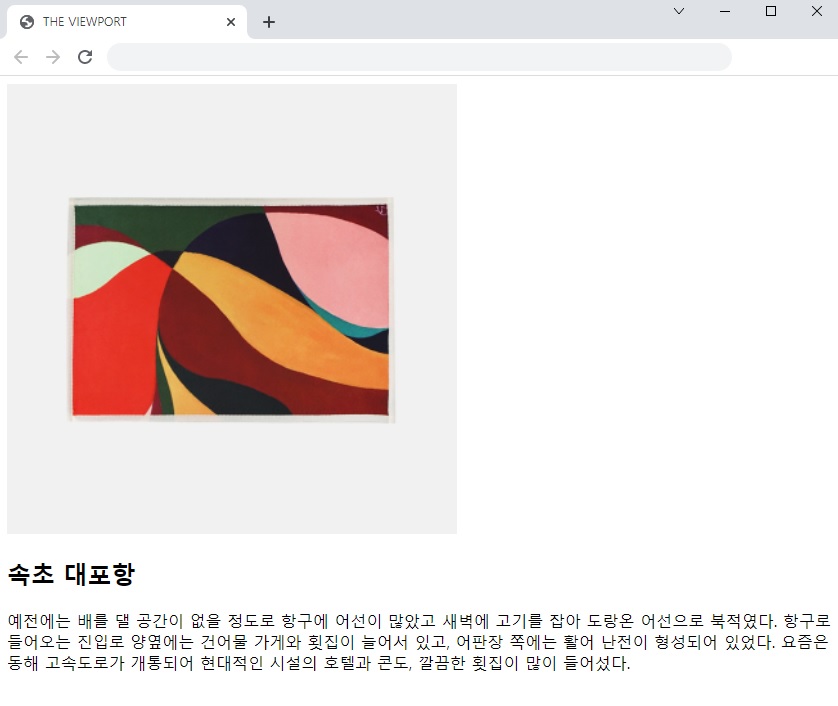 THE VIEWPORT
속초 대포항
예전에는 배를 댈 공간이 없을 정도로 항구에 어선이 많았고 새벽에 고기를 잡아 도랑온 어선으로 북적였다. 항구로
들어오는 진입로 양옆에는 건어물 가게와 횟집이 늘어서 있고, 어판장 쪽에는 활어 난전이 형성되어 있었다. 요즘은
동해 고속도로가 개통되어 현대적인 시설의 호텔과 콘도, 깔끔한 횟집이 많이 들어섰다.